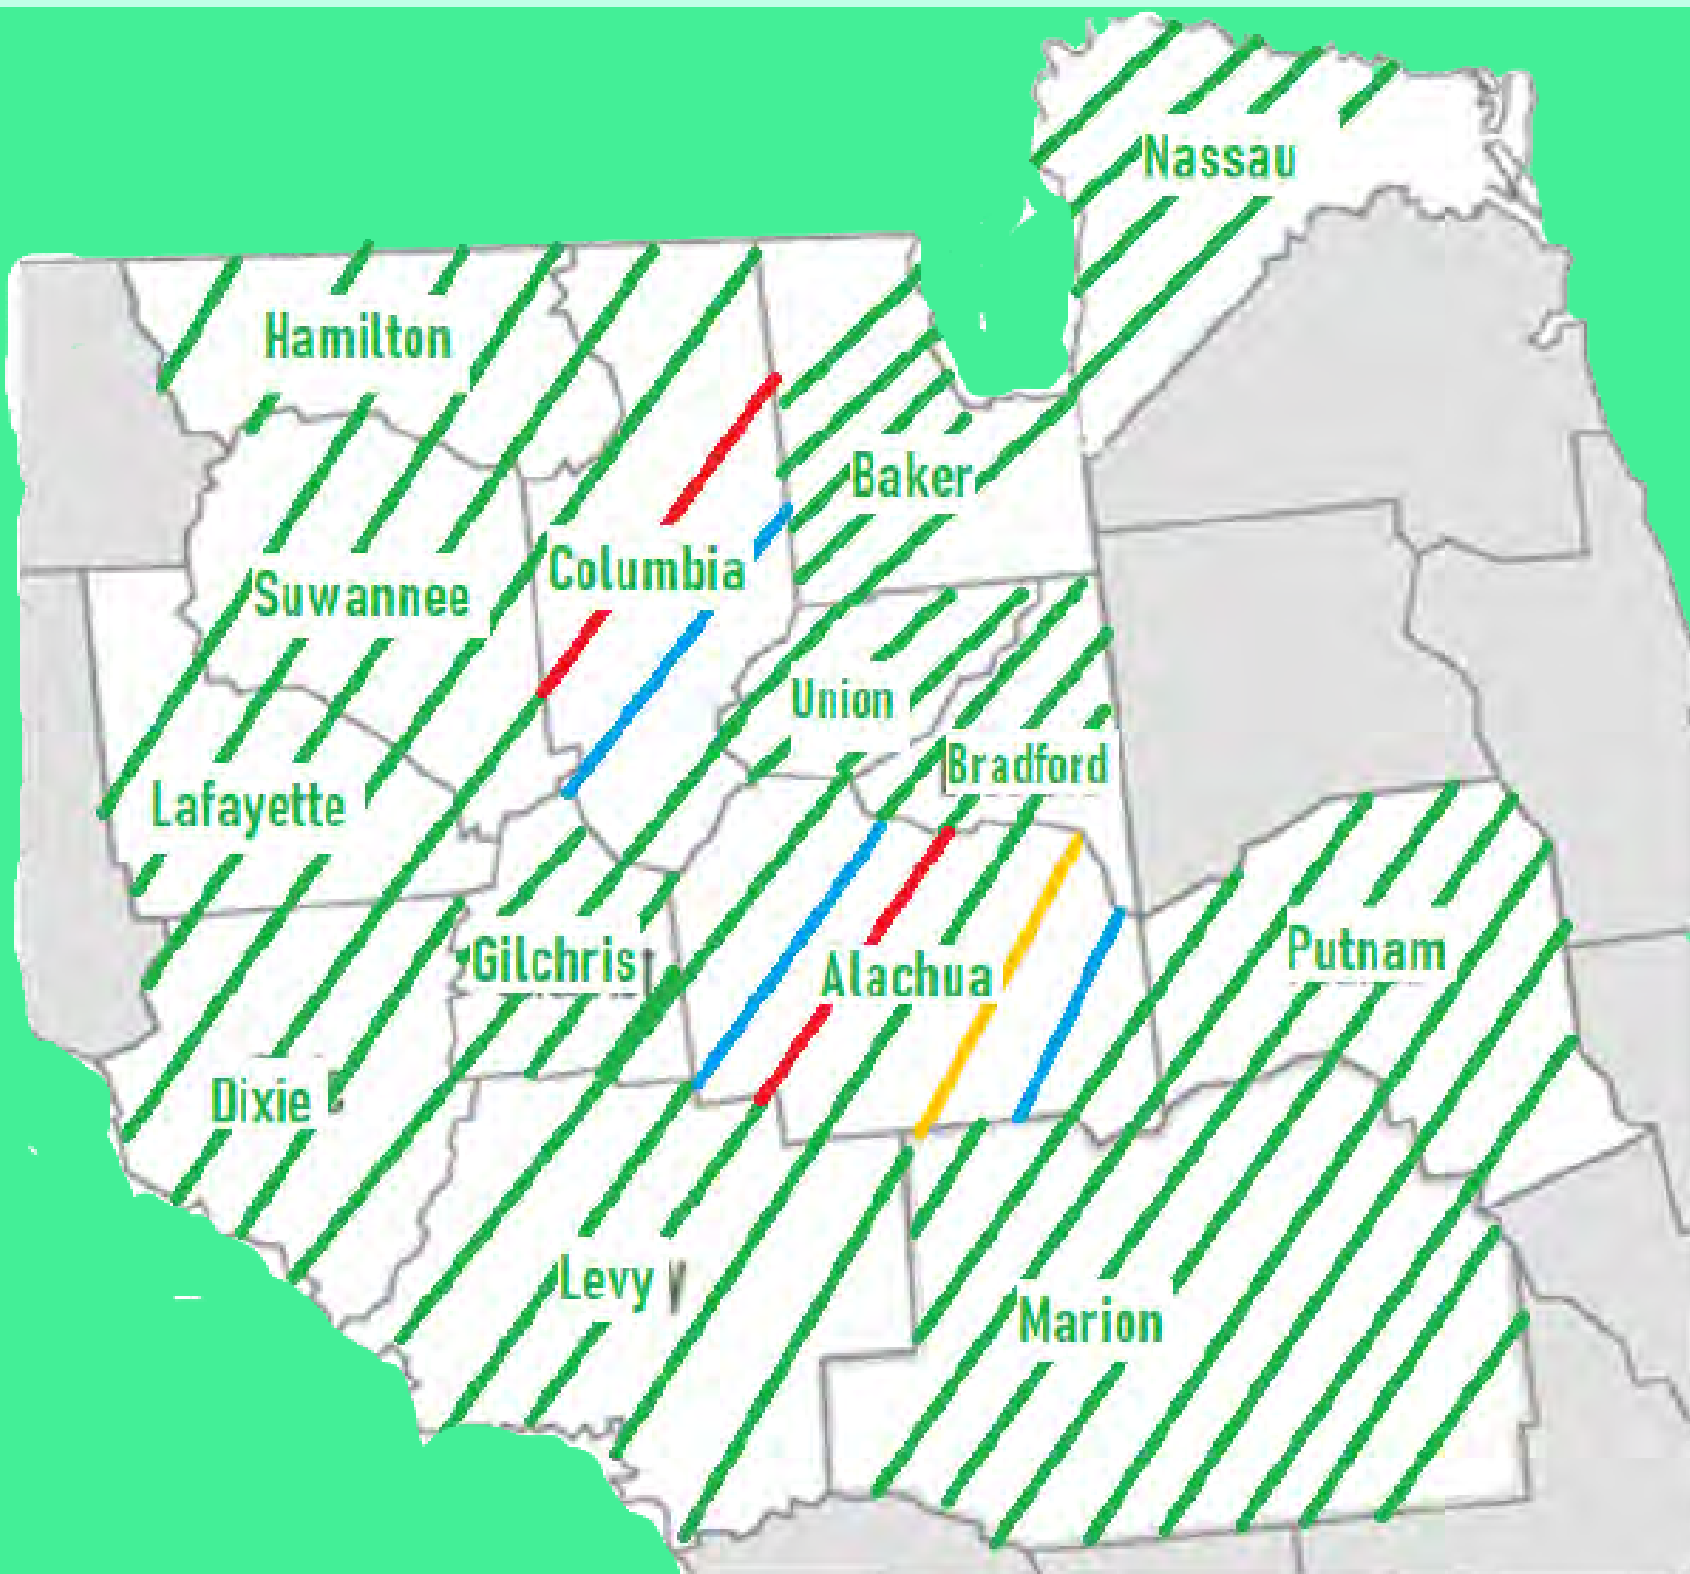 Nassau
Hamilton
Baker
Columbia
Suwannee
Union
Bradford
Lafayette
Putnam
Gilchris
Alachua
Dixie
Levy
Marion